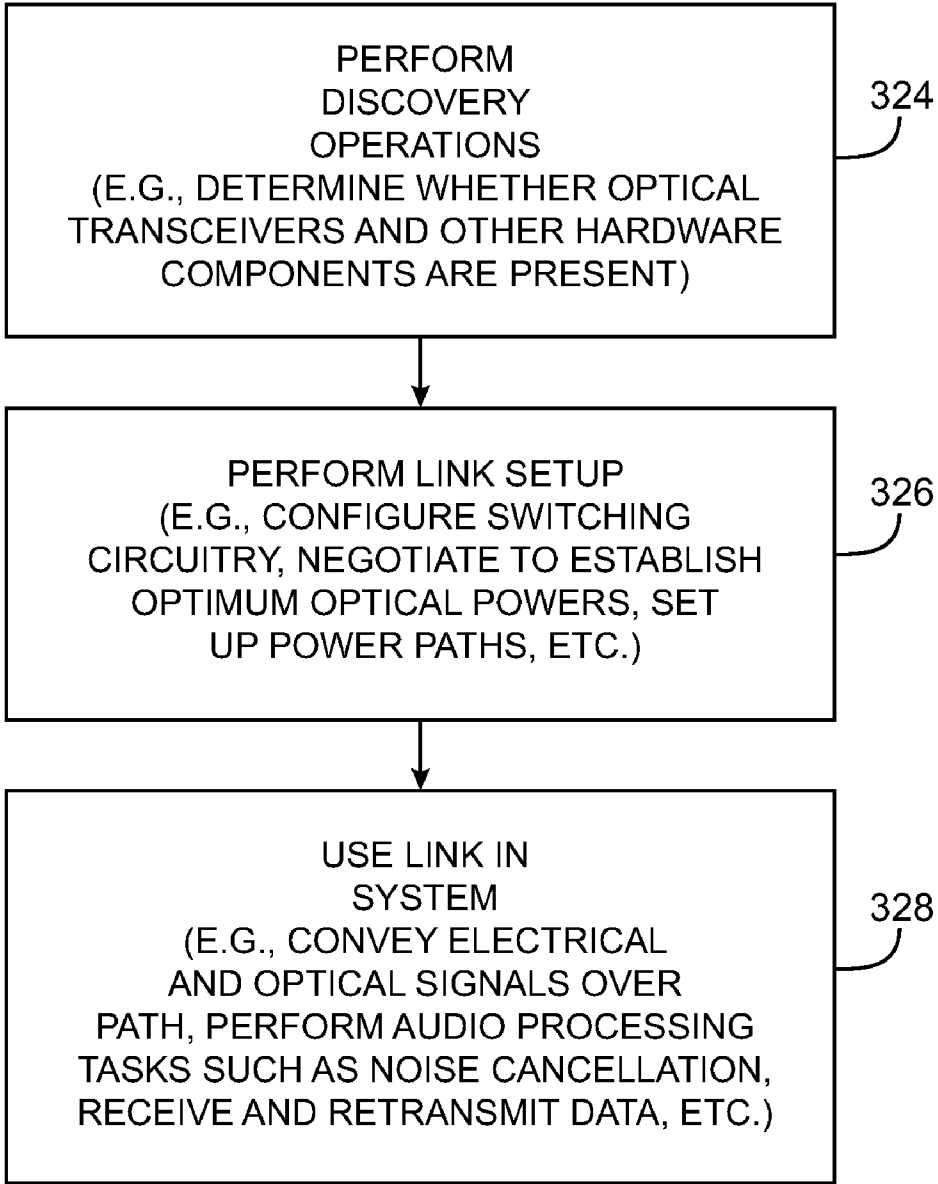 PERFORM
DISCOVERY
OPERATIONS
(E.G., DETERMINE WHETHER OPTICAL
TRANSCEIVERS AND OTHER HARDWARE
COMPONENTS ARE PRESENT)
324
PERFORM LINK SETUP
(E.G., CONFIGURE SWITCHING
CIRCUITRY, NEGOTIATE TO ESTABLISH
OPTIMUM OPTICAL POWERS, SET
UP POWER PATHS, ETC.)
326
USE LINK IN
SYSTEM
(E.G., CONVEY ELECTRICAL
AND OPTICAL SIGNALS OVER
PATH, PERFORM AUDIO PROCESSING
TASKS SUCH AS NOISE CANCELLATION,
RECEIVE AND RETRANSMIT DATA, ETC.)
328